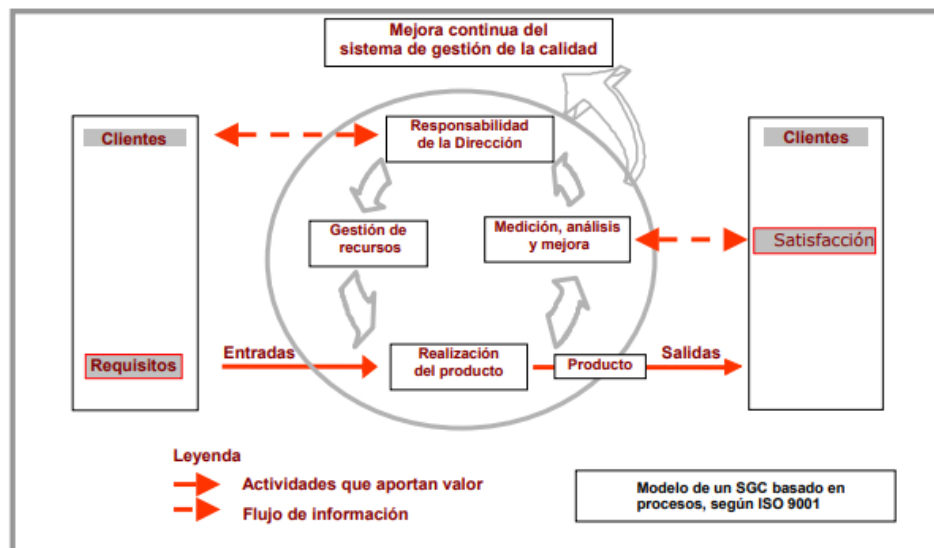 Mejora continua del
sistema de gestión de la calidad
Clientes
Responsabilidad
de la Dirección
Clientes
Gestión de
recursos
Medición, análisis
y mejora
Satisfacción
Requisitos
Entradas
Realización
del producto
Producto
Salidas
Leyenda
Actividades que aportan valor
Flujo de información
Modelo de un SGC basado en
procesos, según ISO 9001